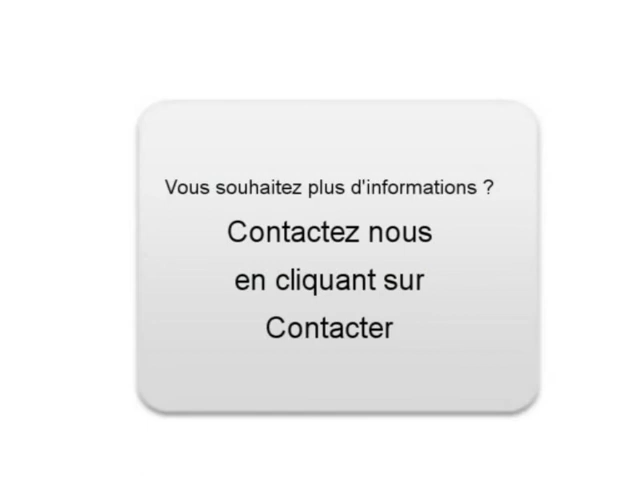 Vous souhaitez plus d'informations ?
Contactez nous
en cliquant sur
Contacter